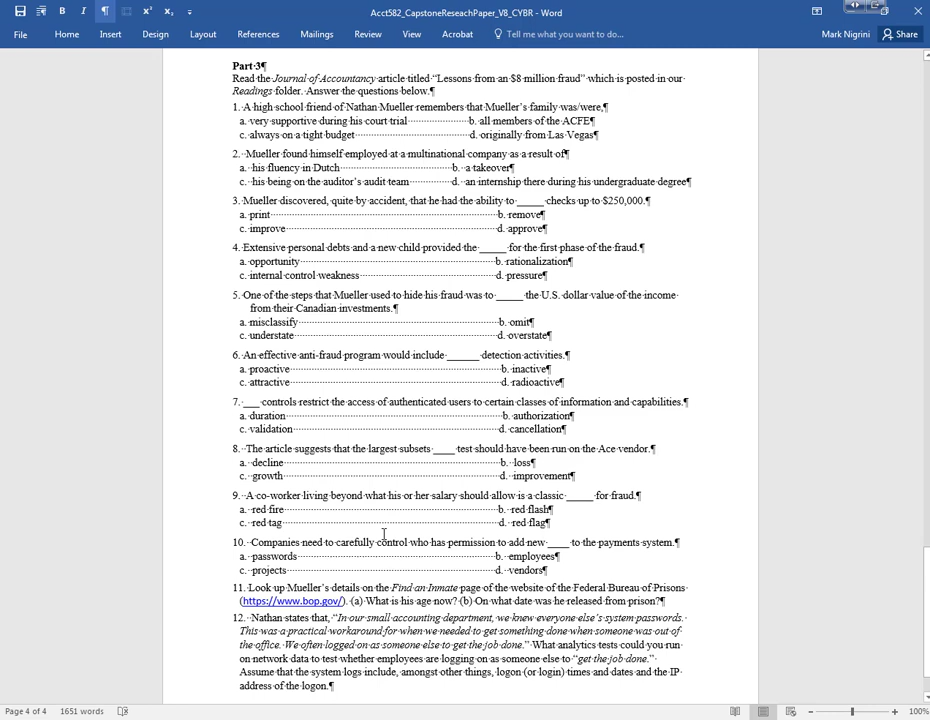 Acct582_CapstoneReseachPaper_V8_CYBR - Word
File Home Insert Design Layout References Mailings Review View Acrobat Tell me what you want to do... Mark Nigrini Share
Part 3¶
Read the Journal of Accountancy article titled “Lessons from an $8 million fraud” which is posted in our
Readings folder. Answer the questions below.¶
1. A high school friend of Nathan Mueller remembers that Mueller’s family was/were,¶
a. very supportive during his court trial b. all members of the ACFE¶
c. always on a tight budget d. originally from Las Vegas¶
2. Mueller found himself employed at a multinational company as a result of¶
a. his fluency in Dutch b. a takeover¶
c. his being on the auditor’s audit team d. an internship there during his undergraduate degree¶
3. Mueller discovered, quite by accident, that he had the ability to _____ checks up to $250,000.¶
a. print b. remove¶
c. improve d. approve¶
4. Extensive personal debts and a new child provided the _____ for the first phase of the fraud.¶
a. opportunity b. rationalization¶
c. internal control weakness d. pressure¶
5. One of the steps that Mueller used to hide his fraud was to _____ the U.S. dollar value of the income
from their Canadian investments.¶
a. misclassify b. omit¶
c. understate d. overstate¶
6. An effective anti-fraud program would include ______ detection activities.¶
a. proactive b. inactive¶
c. attractive d. radioactive¶
7. ___ controls restrict the access of authenticated users to certain classes of information and capabilities.¶
a. duration b. authorization¶
c. validation d. cancellation¶
8. The article suggests that the largest subsets ____ test should have been run on the Ace vendor.¶
a. decline b. loss¶
c. growth d. improvement¶
9. A co-worker living beyond what his or her salary should allow is a classic _____ for fraud.¶
a. red fire b. red flash¶
c. red tag d. red flag¶
10. Companies need to carefully control who has permission to add new ____ to the payments system.¶
a. passwords b. employees¶
c. projects d. vendors¶
11. Look up Mueller’s details on the Find an Inmate page of the website of the Federal Bureau of Prisons
(https://www.bop.gov/). (a) What is his age now? (b) On what date was he released from prison?¶
12. Nathan states that, “In our small accounting department, we knew everyone else’s system passwords.
This was a practical workaround for when we needed to get something done when someone was out of
the office. We often logged on as someone else to get the job done.” What analytics tests could you run
on network data to test whether employees are logging on as someone else to “get the job done.”
Assume that the system logs include, amongst other things, logon (or login) times and dates and the IP
address of the logon.¶
Page 4 of 4 1651 words 100%